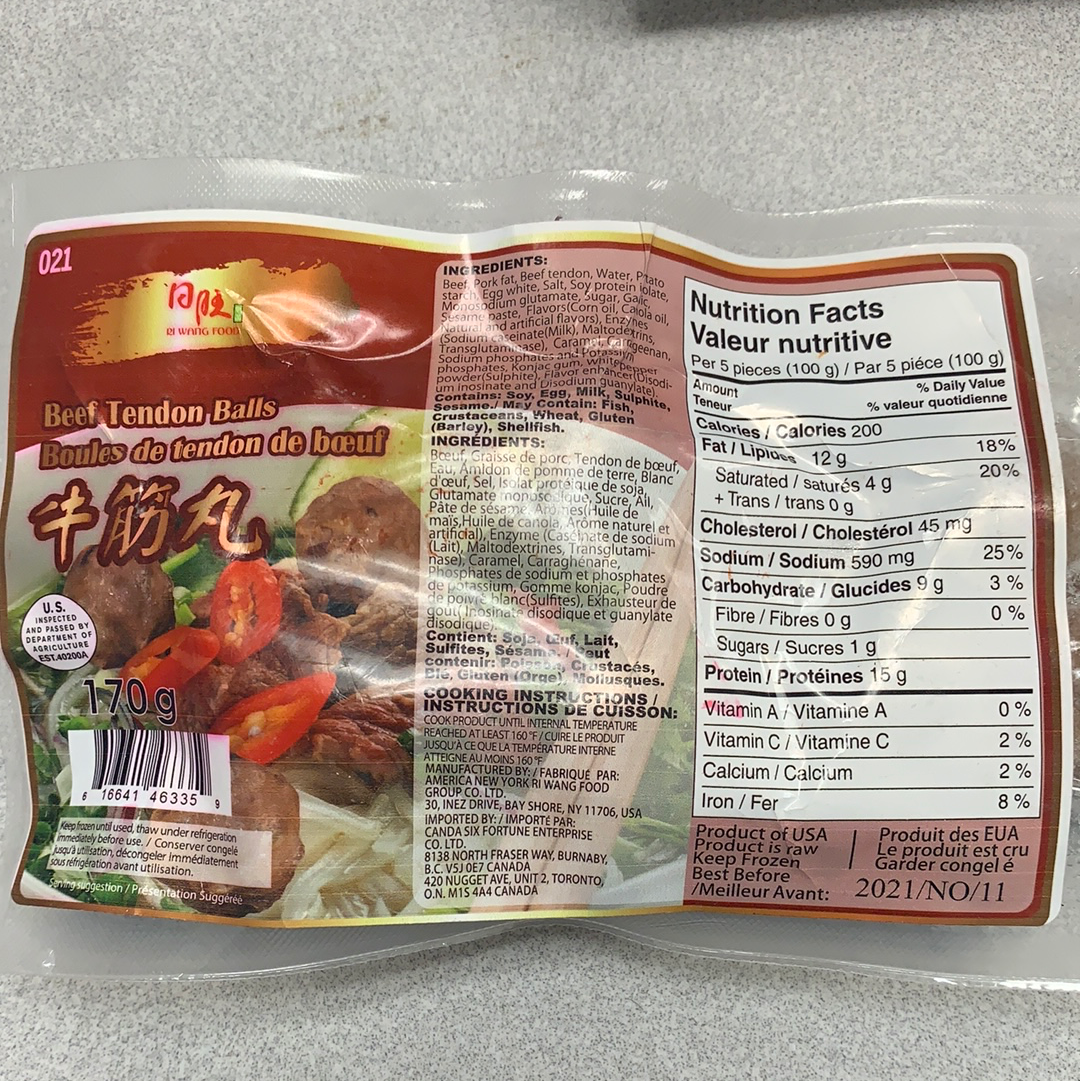 021
日旺
RI WANG FOOD
Beef Tendon Balls
Boules de tendon de bœuf
牛筋丸
U.S.
INSPECTED
AND PASSED BY
DEPARTMENT OF
AGRICULTURE
EST.40200A
170 g
6 16641 46335 9
Keep frozen until used, thaw under refrigeration
immediately before use. / Conserver congelé
jusqu'à utilisation, décongeler immédiatement
sous réfrigération avant utilisation.
Serving suggestion / Présentation Suggéréé
INGREDIENTS:
Beef, Pork fat, Beef tendon, Water,
starch, Egg white, Salt, Soy protein
Monosodium glutamate, Sugar, Garlic,
Sesame paste, Flavors(Corn oil, Canola oil,
Natural and artificial flavors), Enzymes
(Sodium caseinate(Milk), Maltodextrins,
Transglutaminase), Caramel,
Sodium phosphates and Potassium
phosphates, Konjac gum, White pepper
powder(Sulphite), Flavor enhancer(Disodi-
um inosinate and Disodium guanylate).
Contains: Soy, Egg, Milk, Sulphite,
Sesame./ May Contain: Fish,
Crustaceans, Wheat, Gluten
(Barley), Shellfish.
INGRÉDIENTS:
Bœuf, Graisse de porc, Tendon de bœuf,
Eau, Amidon de pomme de terre, Blanc
d'œuf, Sel, Isolat protéique de soja,
Glutamate monosodique, Sucre, Ail,
Pâte de sésame, Arômes(Huile de
maïs,Huile de canola, Arôme naturel et
artificial), Enzyme (Caséinate de sodium
(Lait), Maltodextrines, Transglutami-
nase), Caramel, Carraghénane,
Phosphates de sodium et phosphates
de potassium, Gomme konjac, Poudre
de poivre blanc(Sulfites), Exhausteur de
goût( Inosinate disodique et guanylate
disodique).
Contient: Soja, Œuf, Lait,
Sulfites, Sésame. / Peut
contenir: Poisson, Crustacés,
Blé, Gluten (Orge), Mollusques.
COOKING INSTRUCTIONS /
INSTRUCTIONS DE CUISSON:
COOK PRODUCT UNTIL INTERNAL TEMPERATURE
REACHED AT LEAST 160 °F / CUIRE LE PRODUIT
JUSQU'À CE QUE LA TEMPÉRATURE INTERNE
ATTEIGNE AU MOINS 160 °F
MANUFACTURED BY: / FABRIQUÉ PAR:
AMERICA NEW YORK RI WANG FOOD
GROUP CO. LTD.
30, INEZ DRIVE, BAY SHORE, NY 11706, USA
IMPORTED BY: / IMPORTÉ PAR:
CANDA SIX FORTUNE ENTERPRISE
CO. LTD.
8138 NORTH FRASER WAY, BURNABY,
B.C. V5J 0E7 CANADA
420 NUGGET AVE, UNIT 2, TORONTO,
O.N. M1S 4A4 CANADA
Nutrition Facts
Valeur nutritive
Per 5 pieces (100 g) / Par 5 piéce (100 g)
Amount % Daily Value
Teneur % valeur quotidienne
Calories / Calories 200
Fat / Lipides 12 g 18%
Saturated / saturés 4 g 20%
+ Trans / trans 0 g
Cholesterol / Cholestérol 45 mg
Sodium / Sodium 590 mg 25%
Carbohydrate / Glucides 9 g 3 %
Fibre / Fibres 0 g 0 %
Sugars / Sucres 1 g
Protein / Protéines 15 g
Vitamin A / Vitamine A 0 %
Vitamin C / Vitamine C 2 %
Calcium / Calcium 2 %
Iron / Fer 8 %
Product of USA
Product is raw
Keep Frozen
Best Before
/Meilleur Avant:
Produit des EUA
Le produit est cru
Garder congel é
2021/NO/11